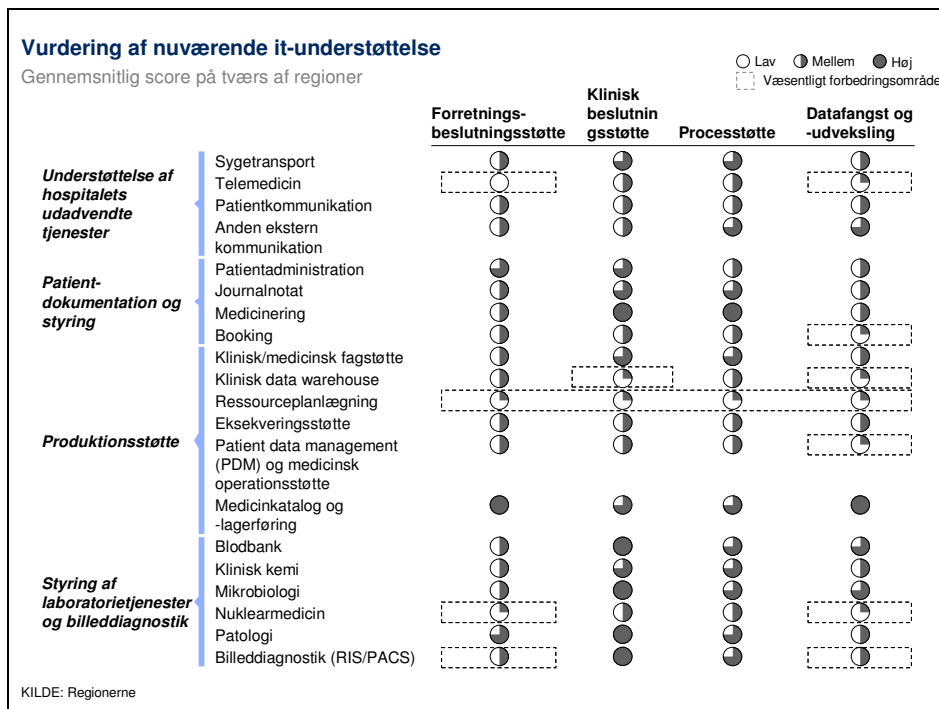 Vurdering af nuværende it-understøttelse
Gennemsnitlig score på tværs af regioner
Lav Mellem Høj
Væsentligt forbedringsområde
Forretnings-
beslutningsstøtte
Klinisk
beslutnin
gsstøtte
Processtøtte
Datafangst og
-udveksling
Understøttelse af
hospitalets
udadvendte
tjenester
Sygetransport
Telemedicin
Patientkommunikation
Anden ekstern
kommunikation
Patient-
dokumentation og
styring
Patientadministration
Journalnotat
Medicinering
Booking
Produktionsstøtte
Klinisk/medicinsk fagstøtte
Klinisk data warehouse
Ressourceplanlægning
Eksekveringsstøtte
Patient data management
(PDM) og medicinsk
operationsstøtte
Medicinkatalog og
-lagerføring
Styring af
laboratorietjenester
og billeddiagnostik
Blodbank
Klinisk kemi
Mikrobiologi
Nuklearmedicin
Patologi
Billeddiagnostik (RIS/PACS)
KILDE: Regionerne